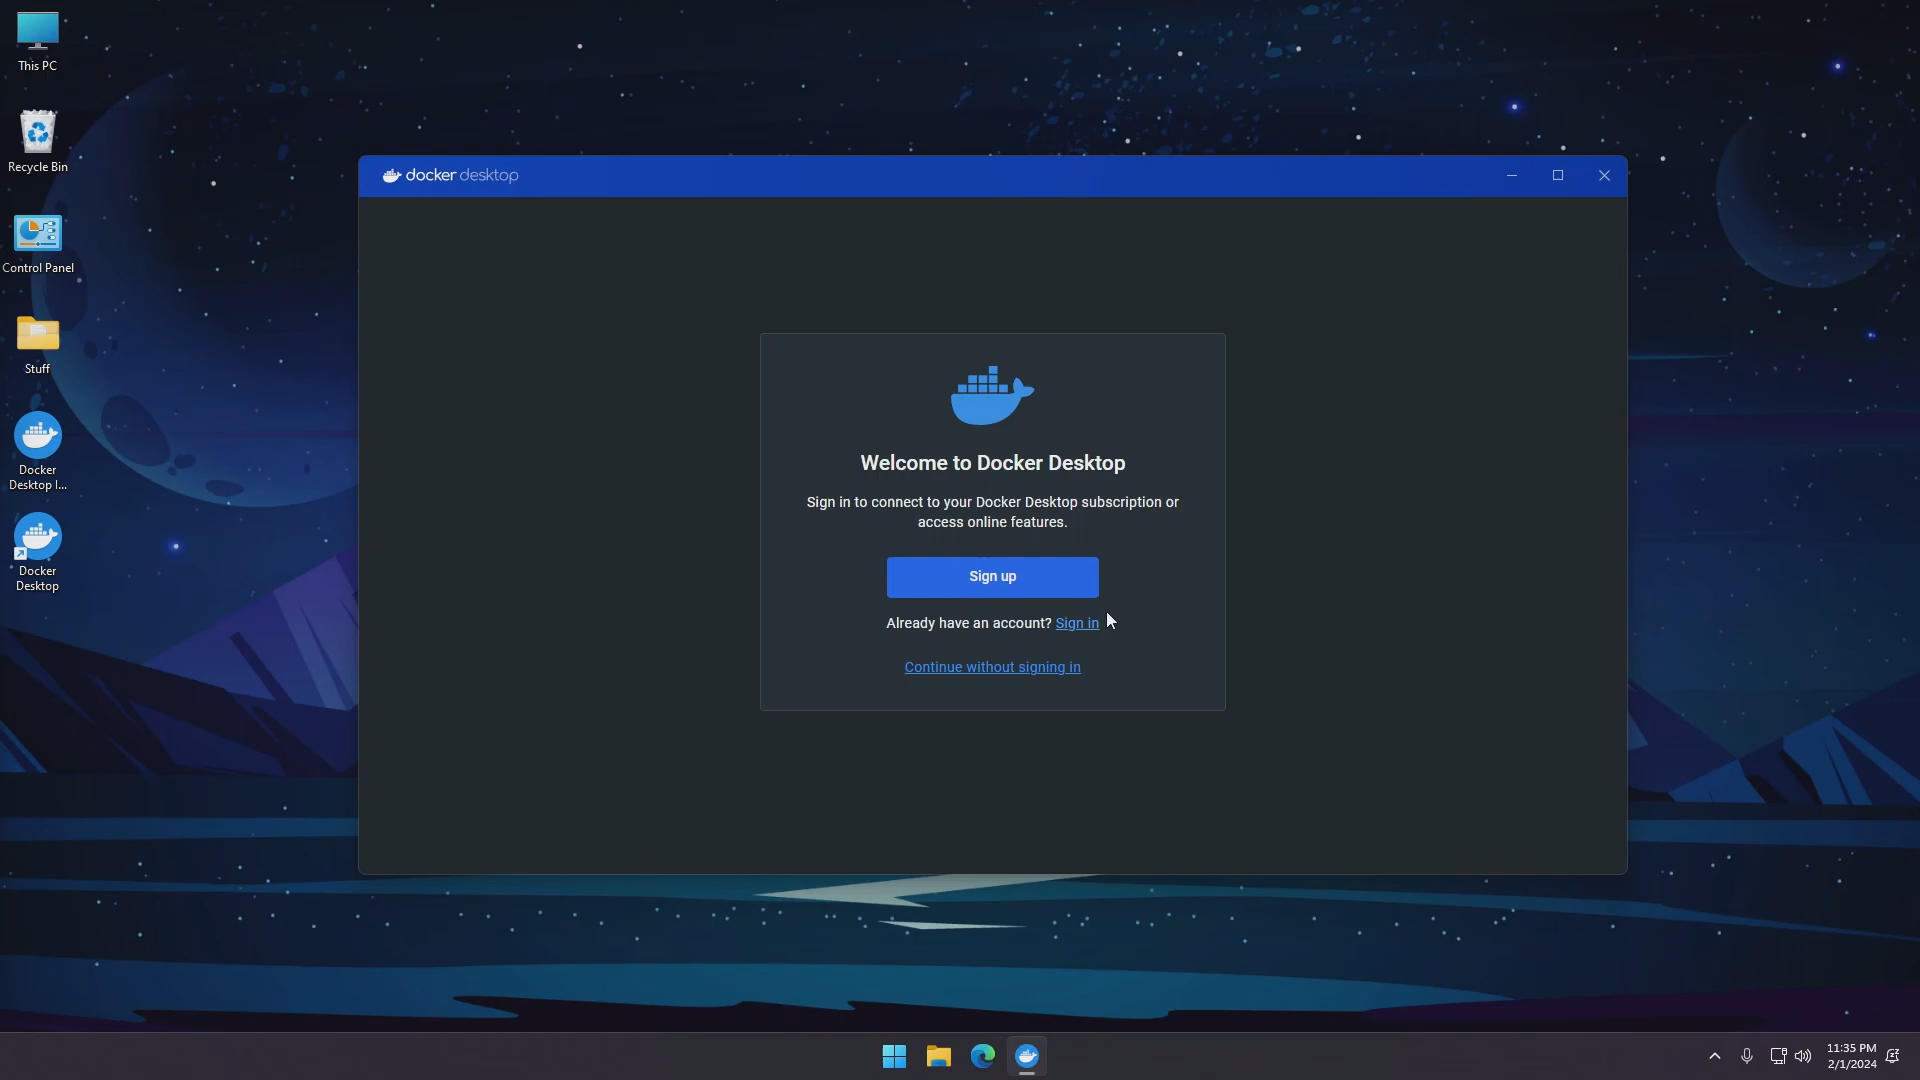 This PC
Recycle Bin
Control Panel
Stuff
Docker
Desktop I...
Docker
Desktop
docker desktop
Welcome to Docker Desktop
Sign in to connect to your Docker Desktop subscription or
access online features.
Sign up
Already have an account? Sign in
Continue without signing in
11:35 PM
2/1/2024